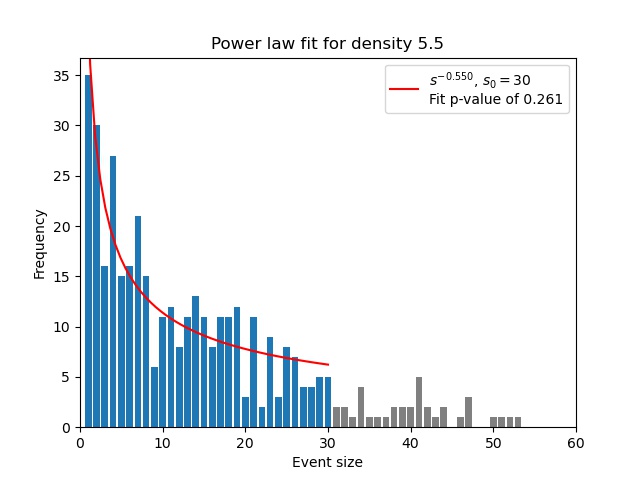 Power law fit for density 5.5
s^{-0.550}, s_0 = 30
Fit p-value of 0.261
35
30
25
20
15
10
5
0
Frequency
0 10 20 30 40 50 60
Event size